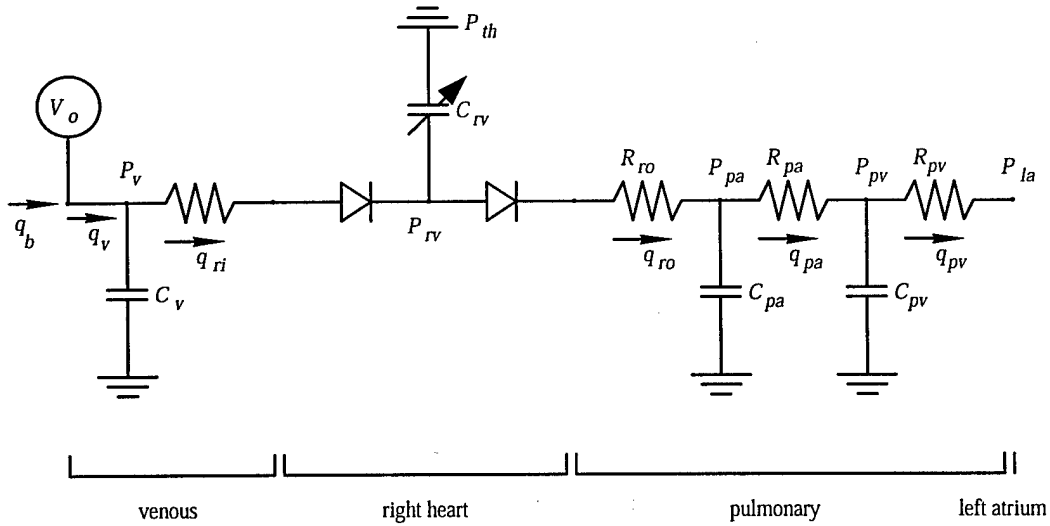 P th
V o
C rv
P v
R ro
P pa
R pa
P pv
R pv
P la
q b
q v
q ri
P rv
q ro
q pa
q pv
C v
C pa
C pv
venous
right heart
pulmonary
left atrium